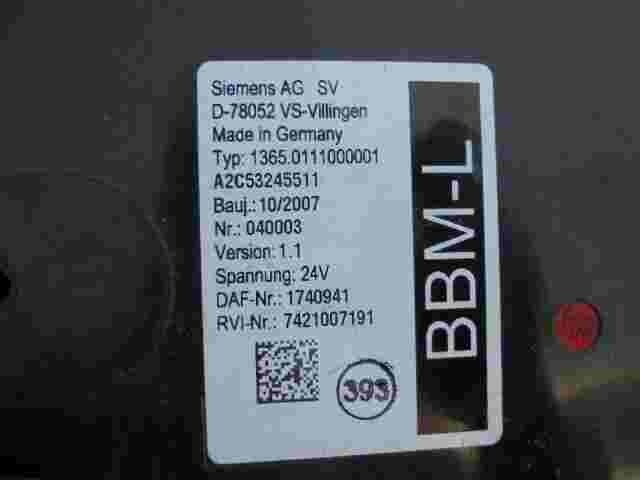 Siemens AG SV
D-78052 VS-Villingen
Made in Germany
Typ: 1365.0111000001
A2C53245511
Bauj.: 10/2007
Nr.: 040003
Version: 1.1
Spannung: 24V
DAF-Nr.: 1740941
RVI-Nr.: 7421007191
393
BBM-L